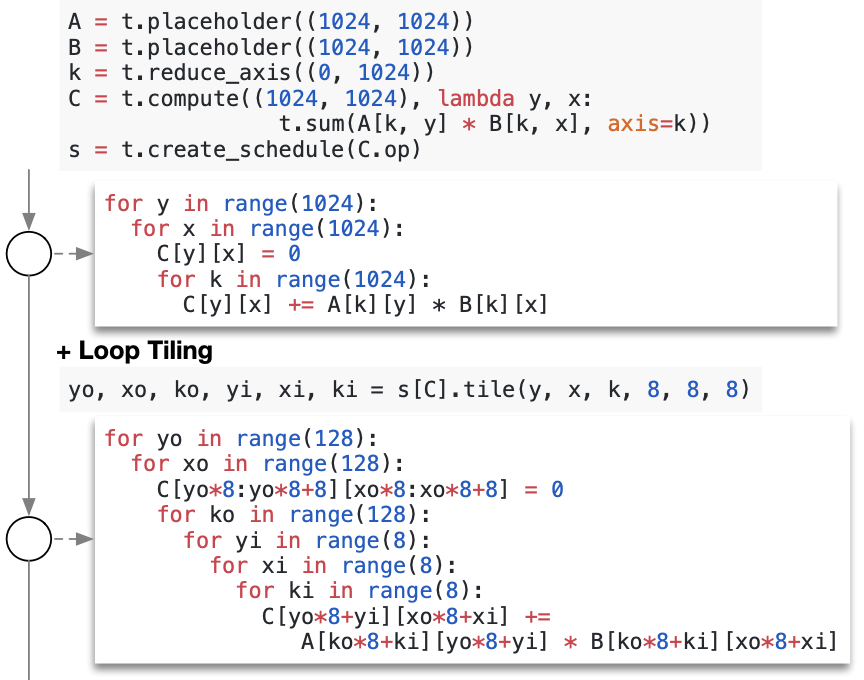 A = t.placeholder((1024, 1024))
B = t.placeholder((1024, 1024))
k = t.reduce_axis((0, 1024))
C = t.compute((1024, 1024), lambda y, x:
                t.sum(A[k, y] * B[k, x], axis=k))
s = t.create_schedule(C.op)
for y in range(1024):
  for x in range(1024):
    C[y][x] = 0
    for k in range(1024):
      C[y][x] += A[k][y] * B[k][x]
+ Loop Tiling
yo, xo, ko, yi, xi, ki = s[C].tile(y, x, k, 8, 8, 8)
for yo in range(128):
  for xo in range(128):
    C[yo*8:yo*8+8][xo*8:xo*8+8] = 0
    for ko in range(128):
      for yi in range(8):
        for xi in range(8):
          for ki in range(8):
            C[yo*8+yi][xo*8+xi] +=
               A[ko*8+ki][yo*8+yi] * B[ko*8+ki][xo*8+xi]